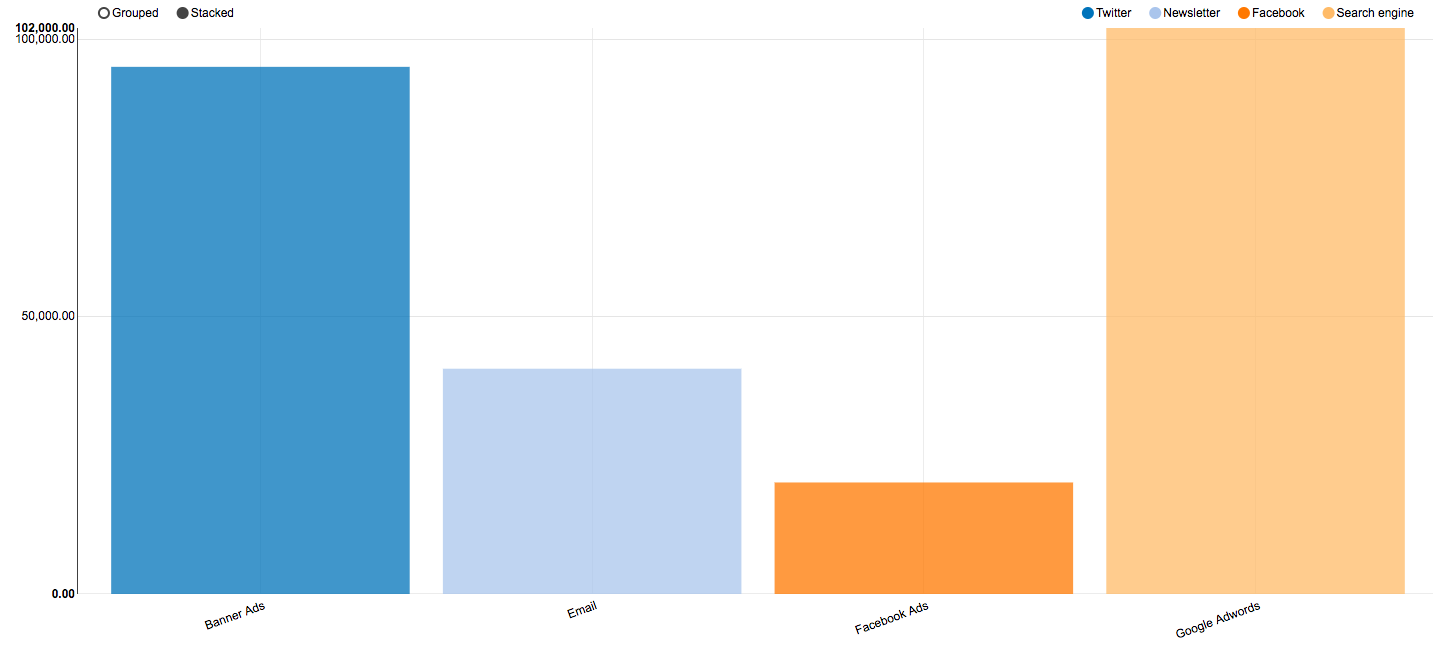 Grouped Stacked Twitter Newsletter Facebook Search engine
102,000.00
100,000.00
50,000.00
0.00
Banner Ads Email Facebook Ads Google Adwords